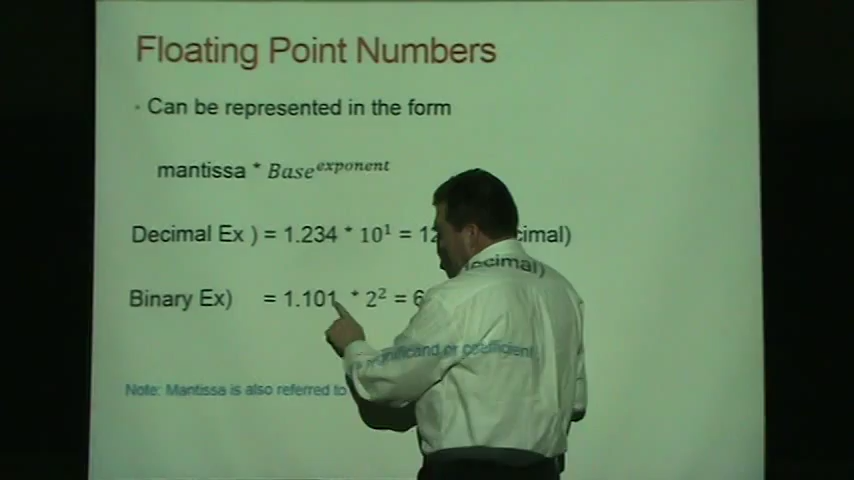 Floating Point Numbers
• Can be represented in the form
mantissa * Base^exponent
Decimal Ex ) = 1.234 * 10¹ = 12 cimal)
Binary Ex) = 1.101 * 2² = 6 decimal)
Note: Mantissa is also referred to significand or coefficient